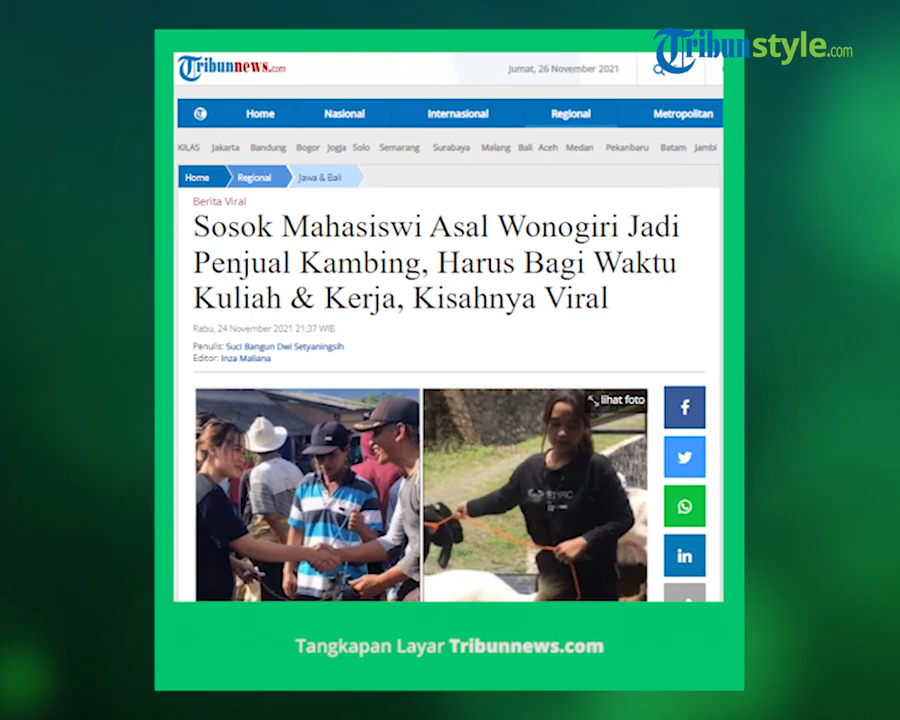 Tribunstyle.com
Tribunnews.com
Jumat, 26 November 2021
Home Nasional Internasional Regional Metropolitan
KILAS Jakarta Bandung Bogor Jogja Solo Semarang Surabaya Malang Bali Aceh Medan Pekanbaru Batam Jambi
Home Regional Jawa & Bali
Berita Viral
Sosok Mahasiswi Asal Wonogiri Jadi
Penjual Kambing, Harus Bagi Waktu
Kuliah & Kerja, Kisahnya Viral
Rabu, 24 November 2021 21:37 WIB
Penulis: Suci Bangun Dwi Setyaningsih
Editor: Inza Maliana
lihat foto
Tangkapan Layar Tribunnews.com